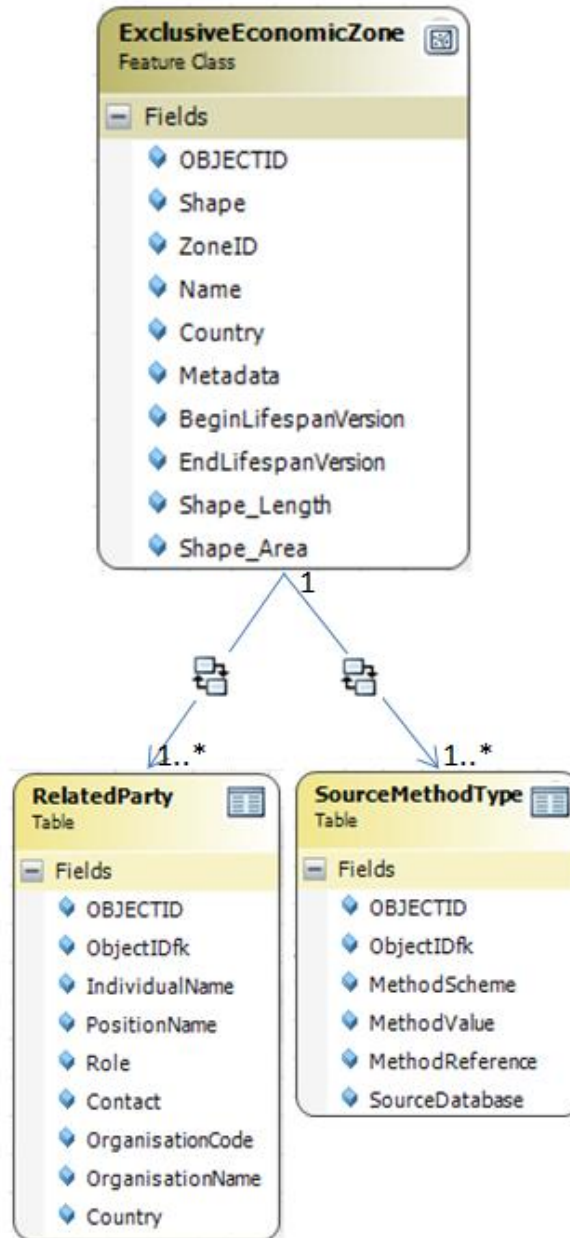 ExclusiveEconomicZone
Feature Class
Fields
OBJECTID
Shape
ZoneID
Name
Country
Metadata
BeginLifespanVersion
EndLifespanVersion
Shape_Length
Shape_Area
1
1..*
1..*
RelatedParty
Table
Fields
OBJECTID
ObjectIDfk
IndividualName
PositionName
Role
Contact
OrganisationCode
OrganisationName
Country
SourceMethodType
Table
Fields
OBJECTID
ObjectIDfk
MethodScheme
MethodValue
MethodReference
SourceDatabase